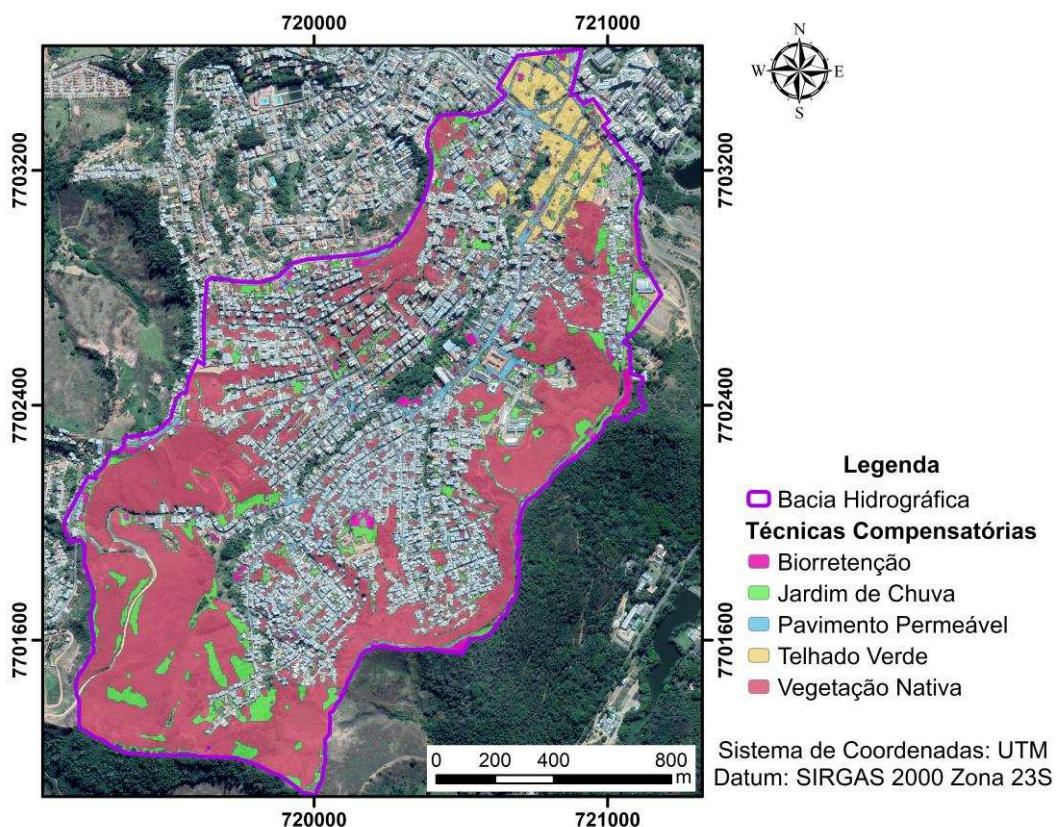 720000 721000
N
W E
S
7703200 7703200
7702400 7702400
7701600 7701600
Legenda
Bacia Hidrográfica
Técnicas Compensatórias
Biorretenção
Jardim de Chuva
Pavimento Permeável
Telhado Verde
Vegetação Nativa
0 200 400 800
m
Sistema de Coordenadas: UTM
Datum: SIRGAS 2000 Zona 23S
720000 721000